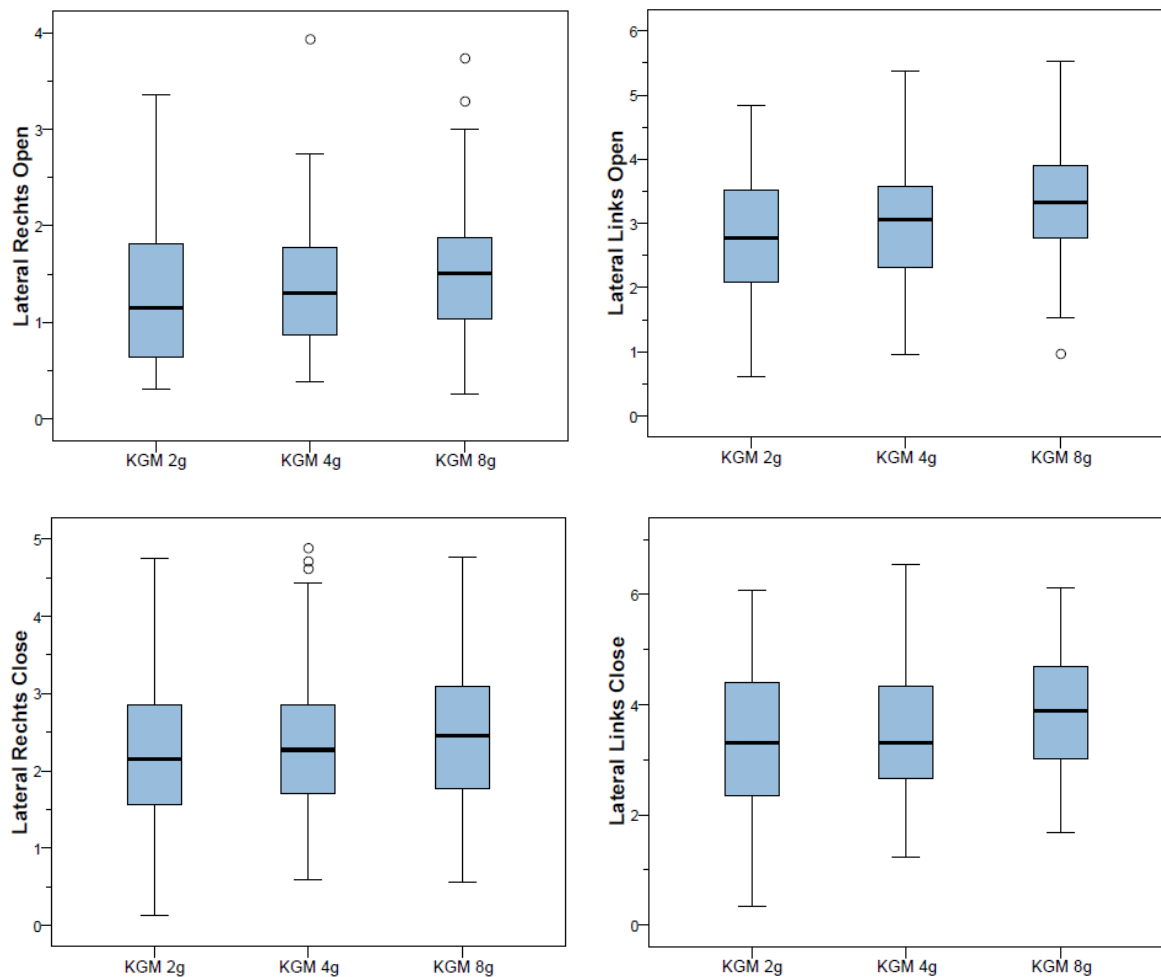 Lateral Rechts Open
4
3
2
1
0
KGM 2g
KGM 4g
KGM 8g
Lateral Links Open
6
5
4
3
2
1
0
KGM 2g
KGM 4g
KGM 8g
Lateral Rechts Close
5
4
3
2
1
0
KGM 2g
KGM 4g
KGM 8g
Lateral Links Close
6
4
2
0
KGM 2g
KGM 4g
KGM 8g